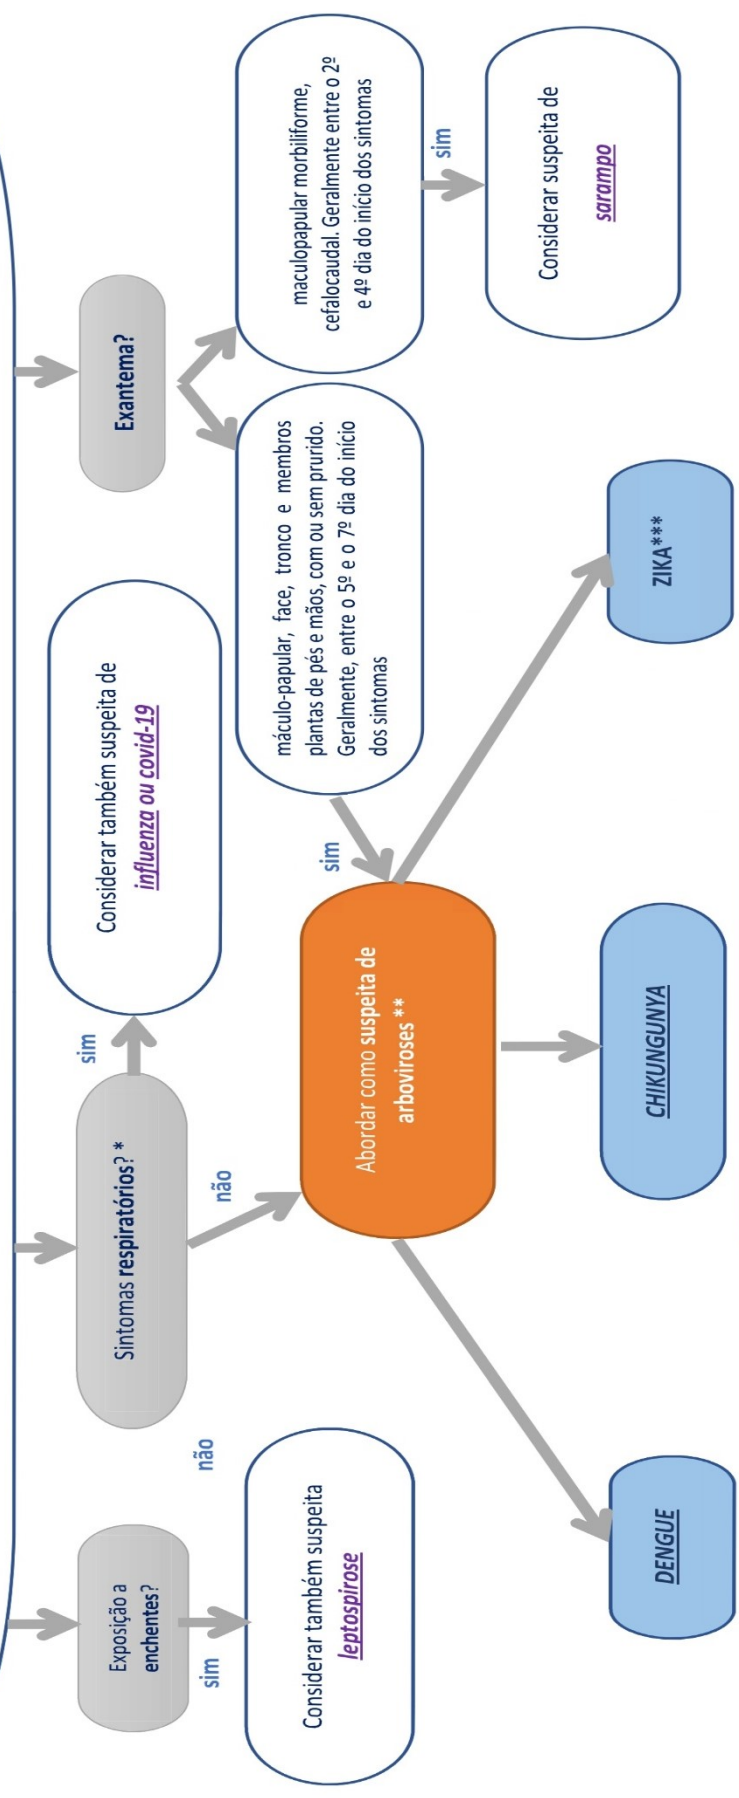 Exposição a
enchentes?
Sintomas respiratórios? *
sim
Considerar também suspeita de
influenza ou covid-19
Exantema?
sim
não
não
Considerar também suspeita
leptospirose
máculo-papular, face, tronco e membros
plantas de pés e mãos, com ou sem prurido.
Geralmente, entre o 5º e o 7º dia do início
dos sintomas
maculopapular morbiliforme,
cefalocaudal. Geralmente entre o 2º
e 4º dia do início dos sintomas
sim
sim
Abordar como suspeita de
arboviroses **
Considerar suspeita de
sarampo
DENGUE
CHIKUNGUNYA
ZIKA***